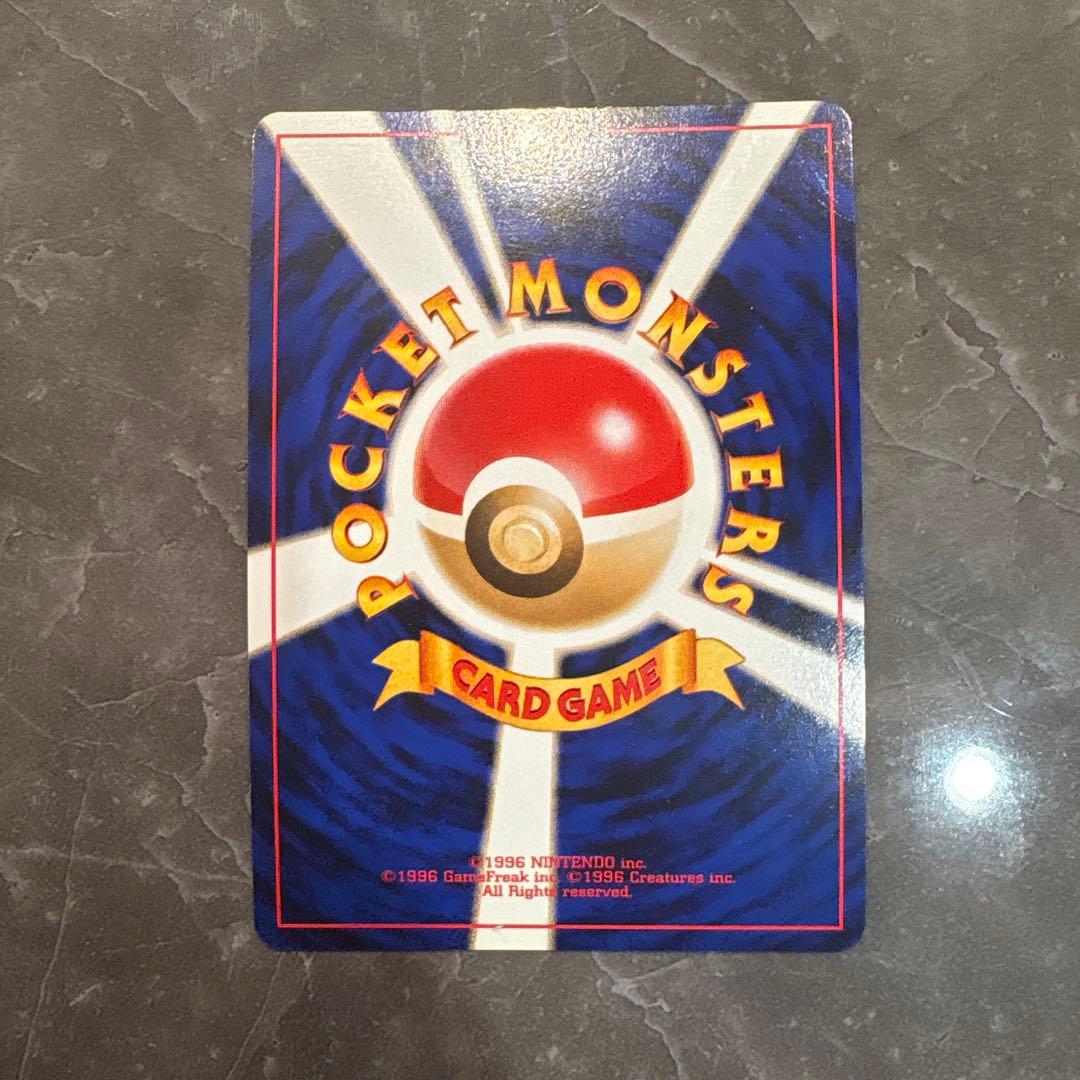 POCKET MONSTERS
CARD GAME
©1996 NINTENDO inc.
©1996 GameFreak inc. ©1996 Creatures inc.
All Rights reserved.